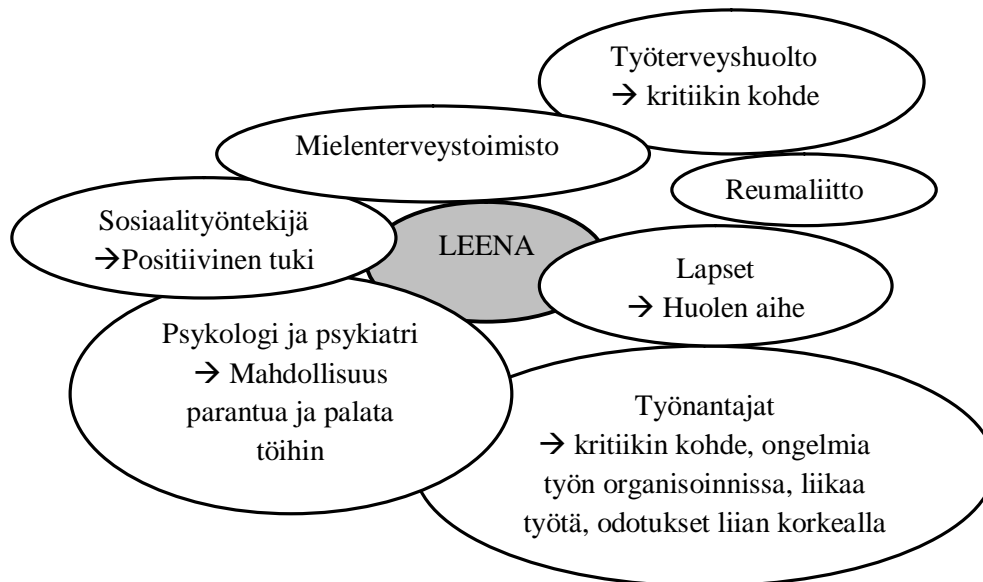 Työterveyshuolto
→ kritiikin kohde
Mielenterveystoimisto
Reumaliitto
Sosiaalityöntekijä
→Positiivinen tuki
LEENA
Lapset
→ Huolen aihe
Psykologi ja psykiatri
→ Mahdollisuus
parantua ja palata
töihin
Työnantajat
→ kritiikin kohde, ongelmia
työn organisoinnissa, liikaa
työtä, odotukset liian korkealla